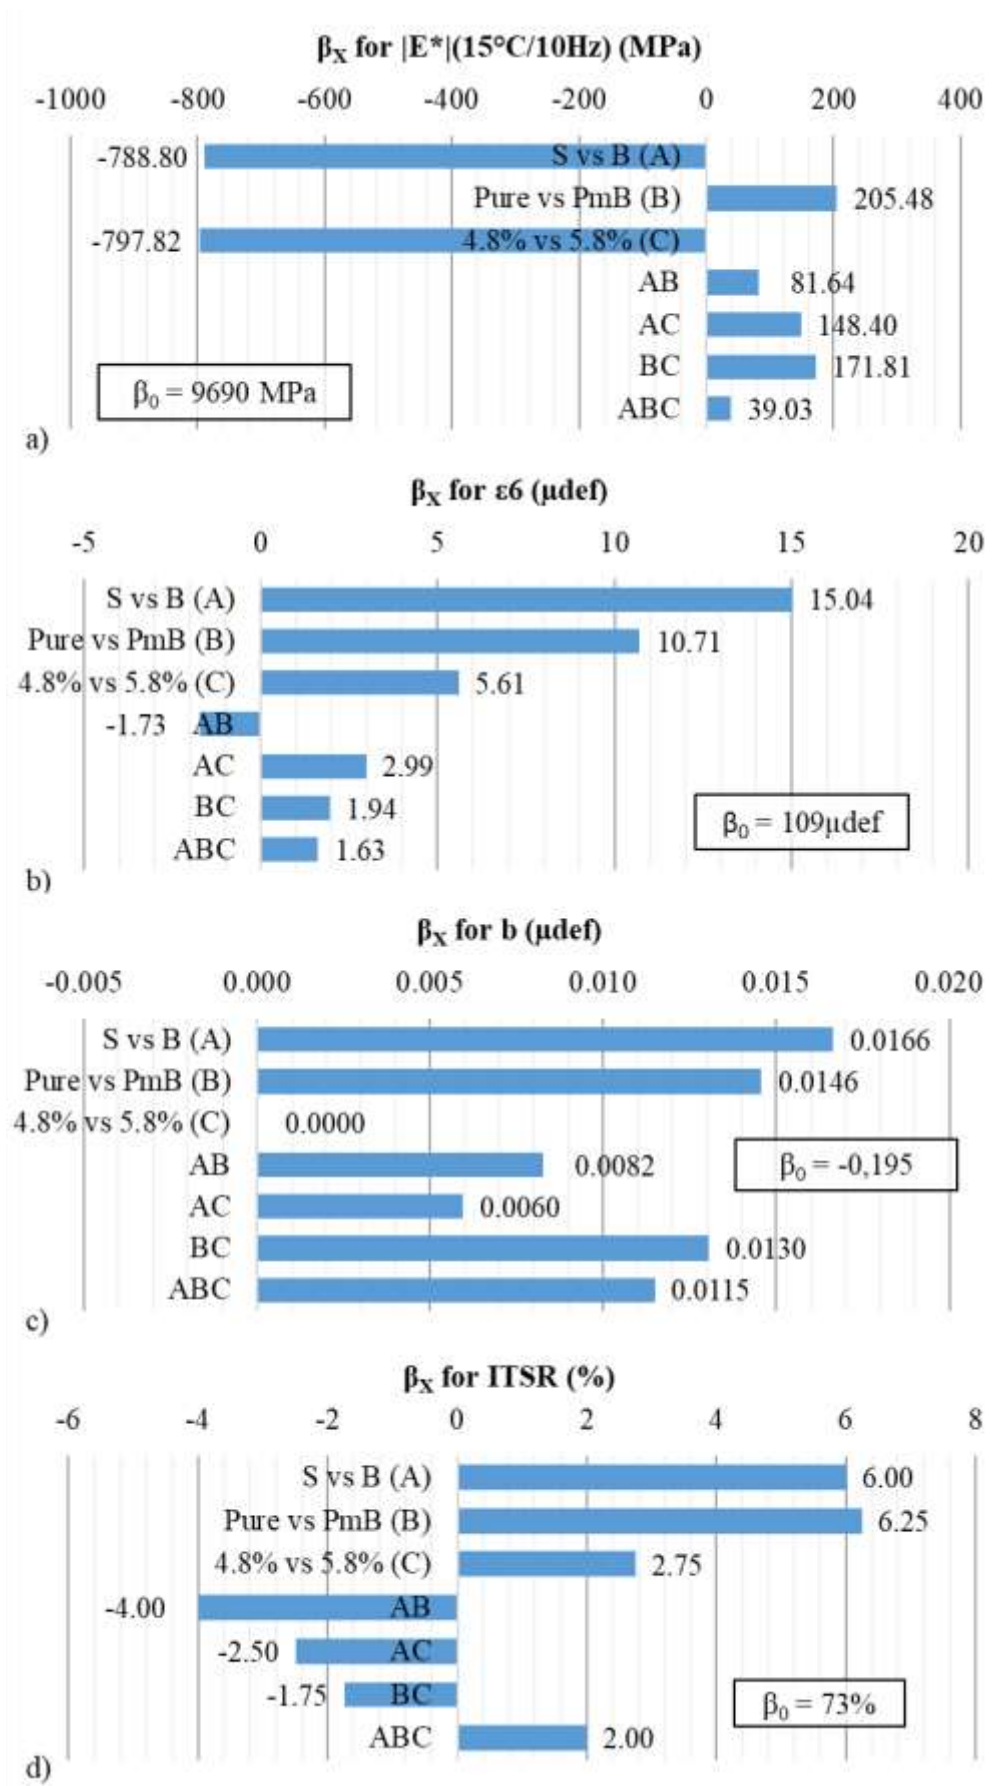 βX for |E*|(15°C/10Hz) (MPa)
-1000 -800 -600 -400 -200 0 200 400
-788.80 S vs B (A)
Pure vs PmB (B) 205.48
-797.82 4.8% vs 5.8% (C)
AB 81.64
AC 148.40
BC 171.81
ABC 39.03
β0 = 9690 MPa
a)
βX for ε6 (µdef)
-5 0 5 10 15 20
S vs B (A) 15.04
Pure vs PmB (B) 10.71
4.8% vs 5.8% (C) 5.61
-1.73 AB
AC 2.99
BC 1.94
ABC 1.63
β0 = 109µdef
b)
βX for b (µdef)
-0.005 0.000 0.005 0.010 0.015 0.020
S vs B (A) 0.0166
Pure vs PmB (B) 0.0146
4.8% vs 5.8% (C) 0.0000
AB 0.0082
AC 0.0060
BC 0.0130
ABC 0.0115
β0 = -0,195
c)
βX for ITSR (%)
-6 -4 -2 0 2 4 6 8
S vs B (A) 6.00
Pure vs PmB (B) 6.25
4.8% vs 5.8% (C) 2.75
-4.00 AB
-2.50 AC
-1.75 BC
ABC 2.00
β0 = 73%
d)